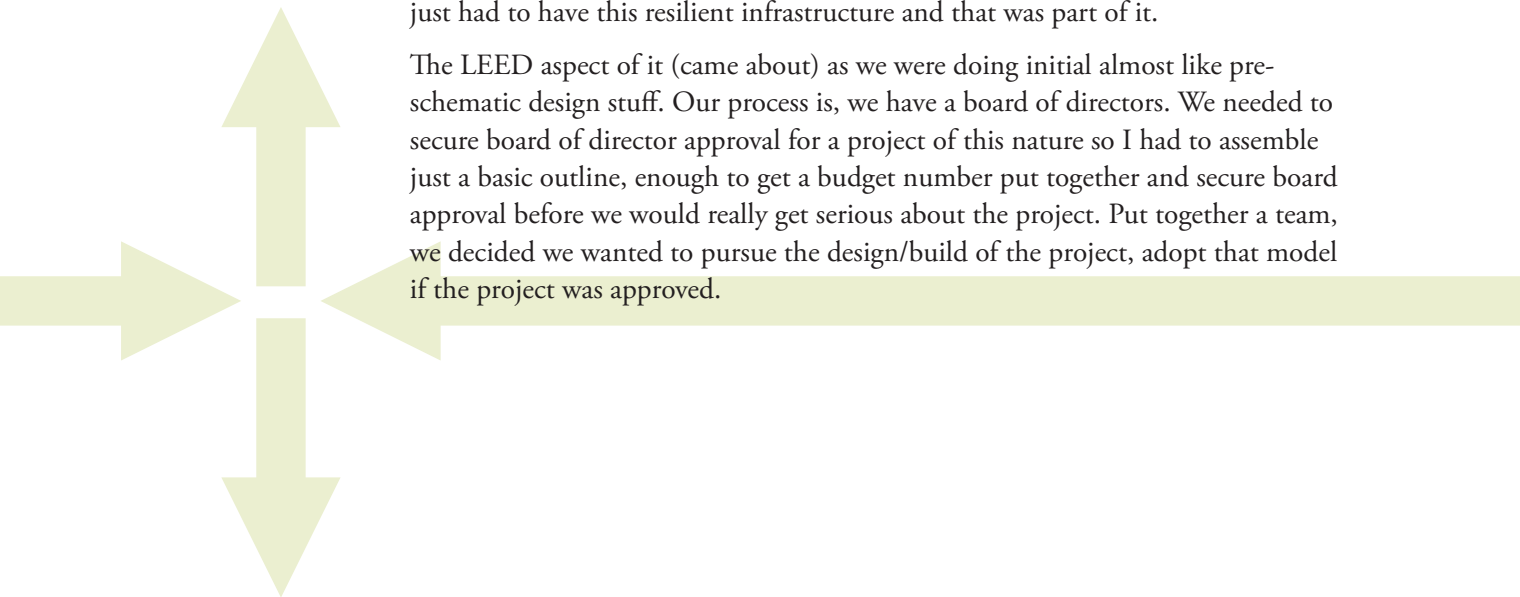 just had to have this resilient infrastructure and that was part of it.
The LEED aspect of it (came about) as we were doing initial almost like pre-
schematic design stuff. Our process is, we have a board of directors. We needed to
secure board of director approval for a project of this nature so I had to assemble
just a basic outline, enough to get a budget number put together and secure board
approval before we would really get serious about the project. Put together a team,
we decided we wanted to pursue the design/build of the project, adopt that model
if the project was approved.